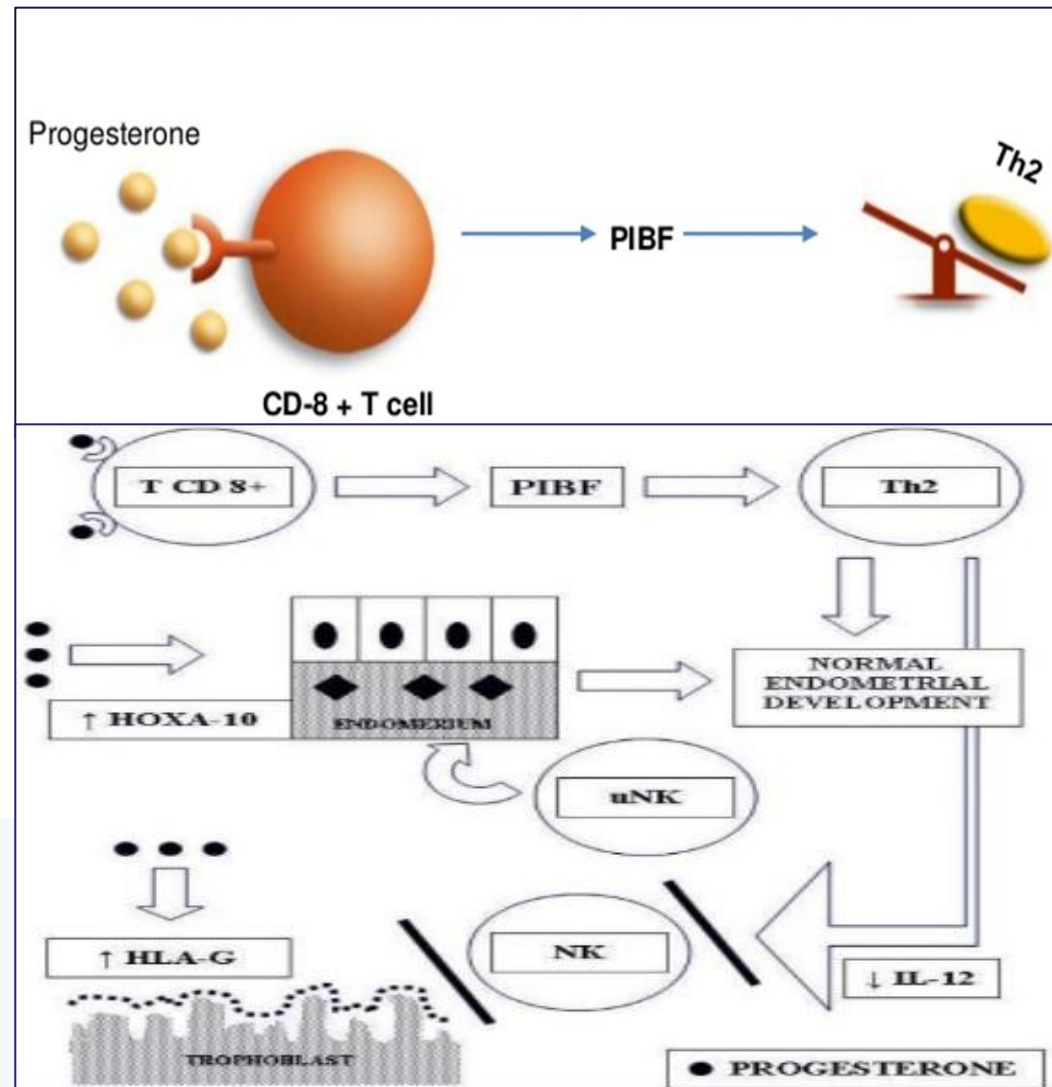 Progesterone
Th2
PIBF
CD-8 + T cell
T CD 8+
PIBF
Th2
NORMAL
ENDOMETRIAL
DEVELOPMENT
↑ HOXA-10
ENDOMERIUM
uNK
NK
↑ HLA-G
↓ IL-12
TROPHOBLAST
● PROGESTERONE